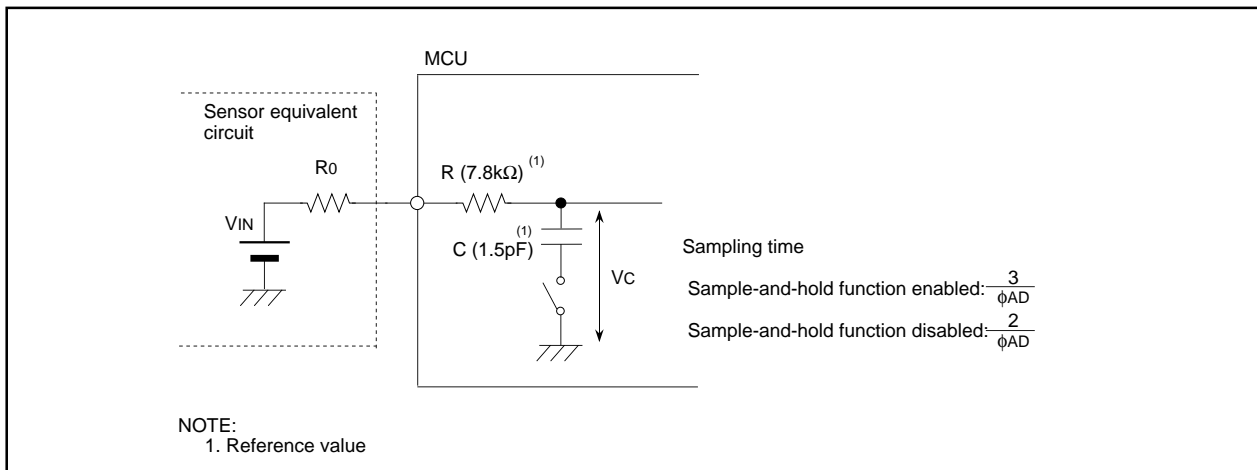 MCU
Sensor equivalent
circuit
R0
R (7.8kΩ) (1)
VIN
C (1.5pF) (1)
VC
Sampling time
Sample-and-hold function enabled: 3/ϕAD
Sample-and-hold function disabled: 2/ϕAD
NOTE:
1. Reference value